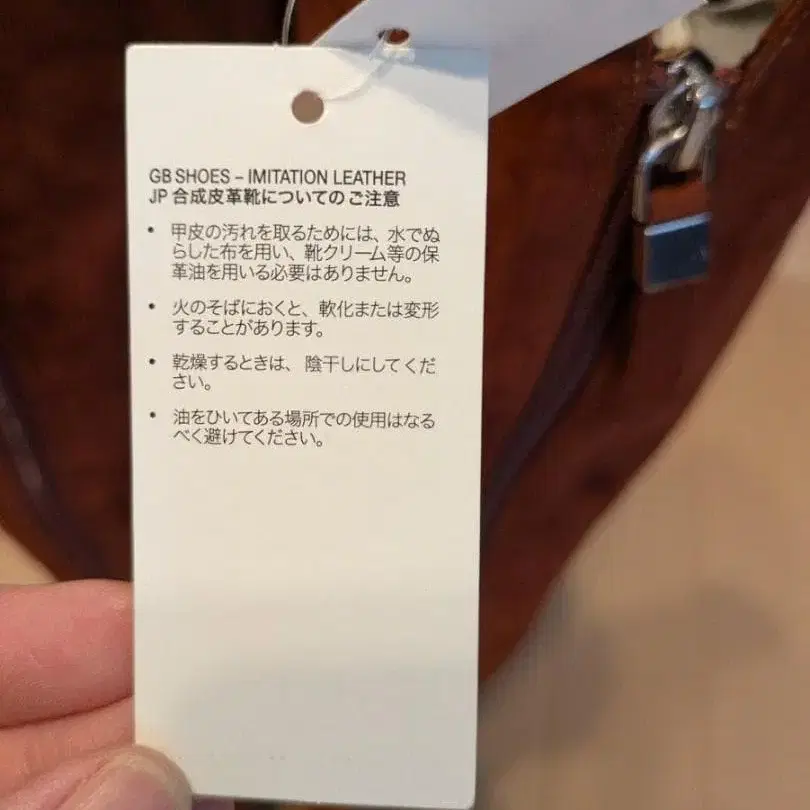 GB SHOES – IMITATION LEATHER
JP 合成皮革靴についてのご注意
• 甲皮の汚れを取るためには、水でぬ
らした布を用い、靴クリーム等の保
革油を用いる必要はありません。
• 火のそばにおくと、軟化または変形
することがあります。
• 乾燥するときは、陰干しにしてくだ
さい。
• 油をひいてある場所での使用はなる
べく避けてください。